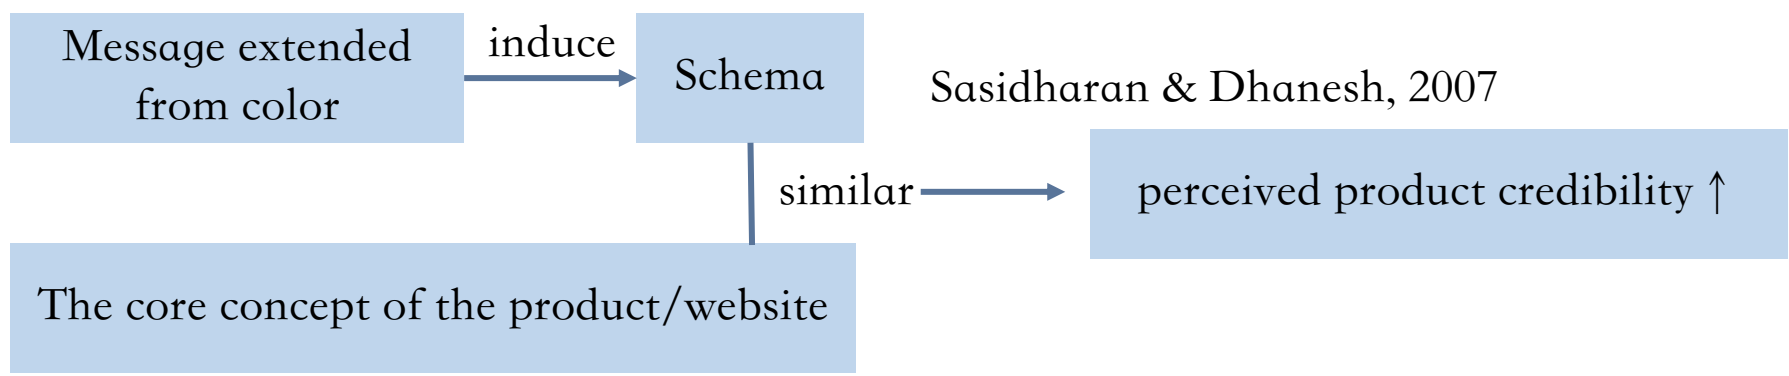 Message extended
from color
induce
Schema
Sasidharan & Dhanesh, 2007
similar
perceived product credibility ↑
The core concept of the product/website